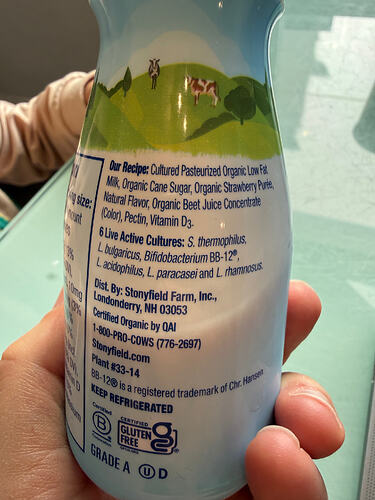 Our Recipe: Cultured Pasteurized Organic Low Fat
Milk, Organic Cane Sugar, Organic Strawberry Purée,
Natural Flavor, Organic Beet Juice Concentrate
(Color), Pectin, Vitamin D3.
6 Live Active Cultures: S. thermophilus,
L. bulgaricus, Bifidobacterium BB-12®,
L. acidophilus, L. paracasei and L. rhamnosus.
Dist. By: Stonyfield Farm, Inc.,
Londonderry, NH 03053
Certified Organic by QAI
1-800-PRO-COWS (776-2697)
Stonyfield.com
Plant #33-14
BB-12® is a registered trademark of Chr. Hansen.
KEEP REFRIGERATED
Certified
B
Corporation
CERTIFIED
GLUTEN
FREE
GRADE A U D
size: